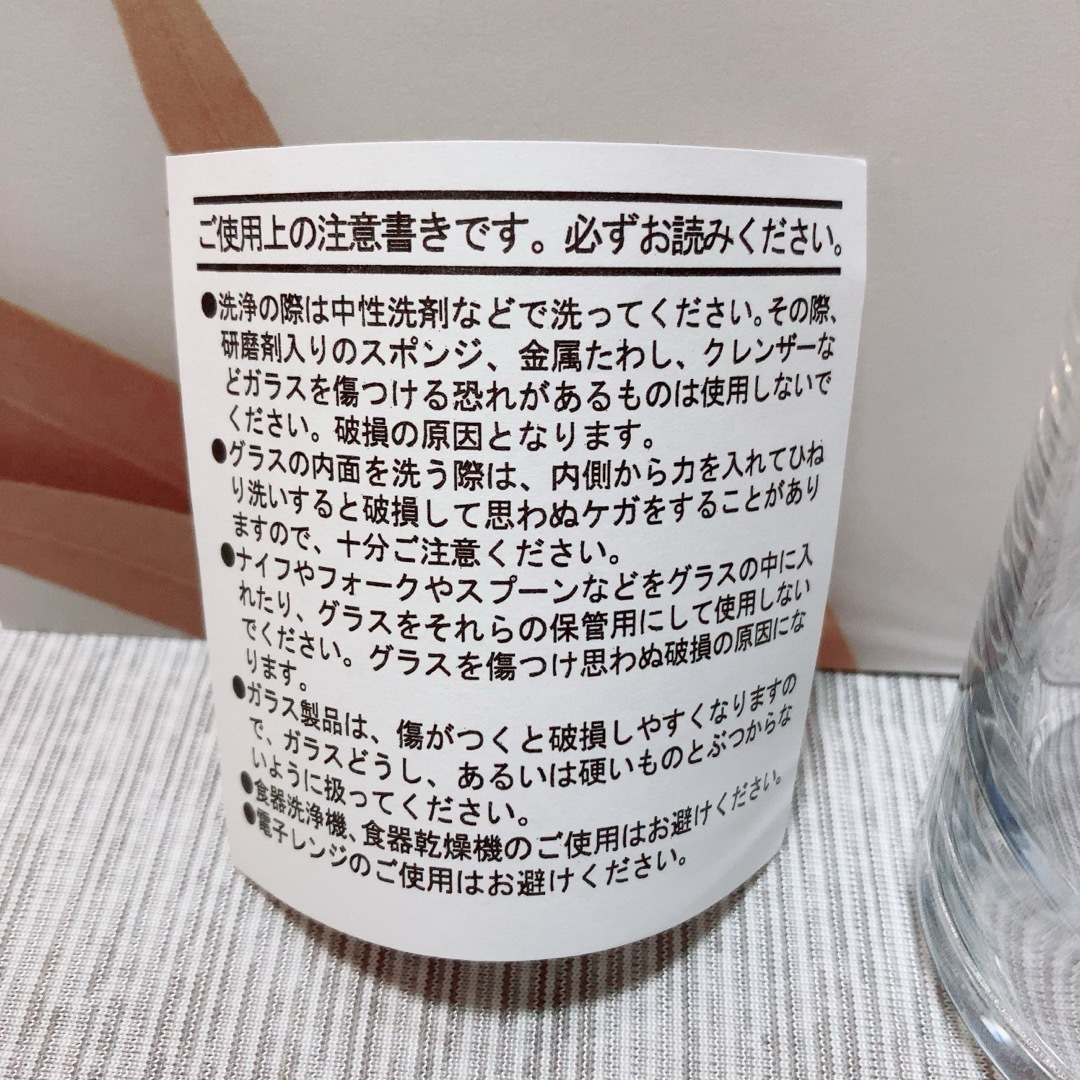 ご使用上の注意書きです。必ずお読みください。
●洗浄の際は中性洗剤などで洗ってください。その際、
研磨剤入りのスポンジ、金属たわし、クレンザーな
どガラスを傷つける恐れがあるものは使用しないで
ください。破損の原因となります。
●グラスの内面を洗う際は、内側から力を入れてひね
り洗いすると破損して思わぬケガをすることがあり
ますので、十分ご注意ください。
●ナイフやフォークやスプーンなどをグラスの中に入
れたり、グラスをそれらの保管用にして使用しない
でください。グラスを傷つけ思わぬ破損の原因にな
ります。
●ガラス製品は、傷がつくと破損しやすくなりますの
で、ガラスどうし、あるいは硬いものとぶつからな
いように扱ってください。
●食器洗浄機、食器乾燥機のご使用はお避けください。
●電子レンジのご使用はお避けください。